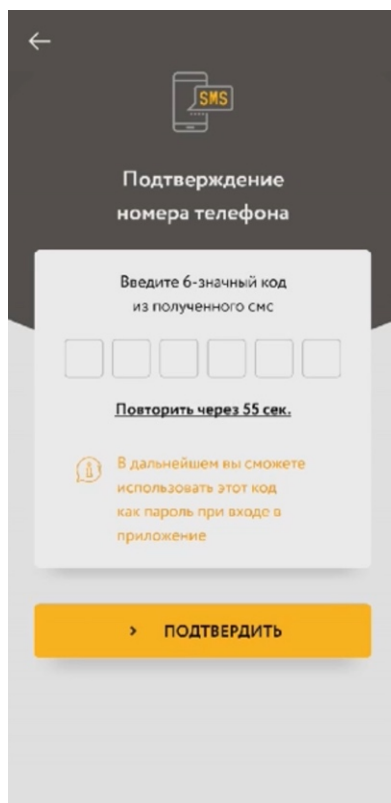 SMS
Подтверждение
номера телефона
Введите 6-значный код
из полученного смс
Повторить через 55 сек.
В дальнейшем вы сможете
использовать этот код
как пароль при входе в
приложение
› ПОДТВЕРДИТЬ